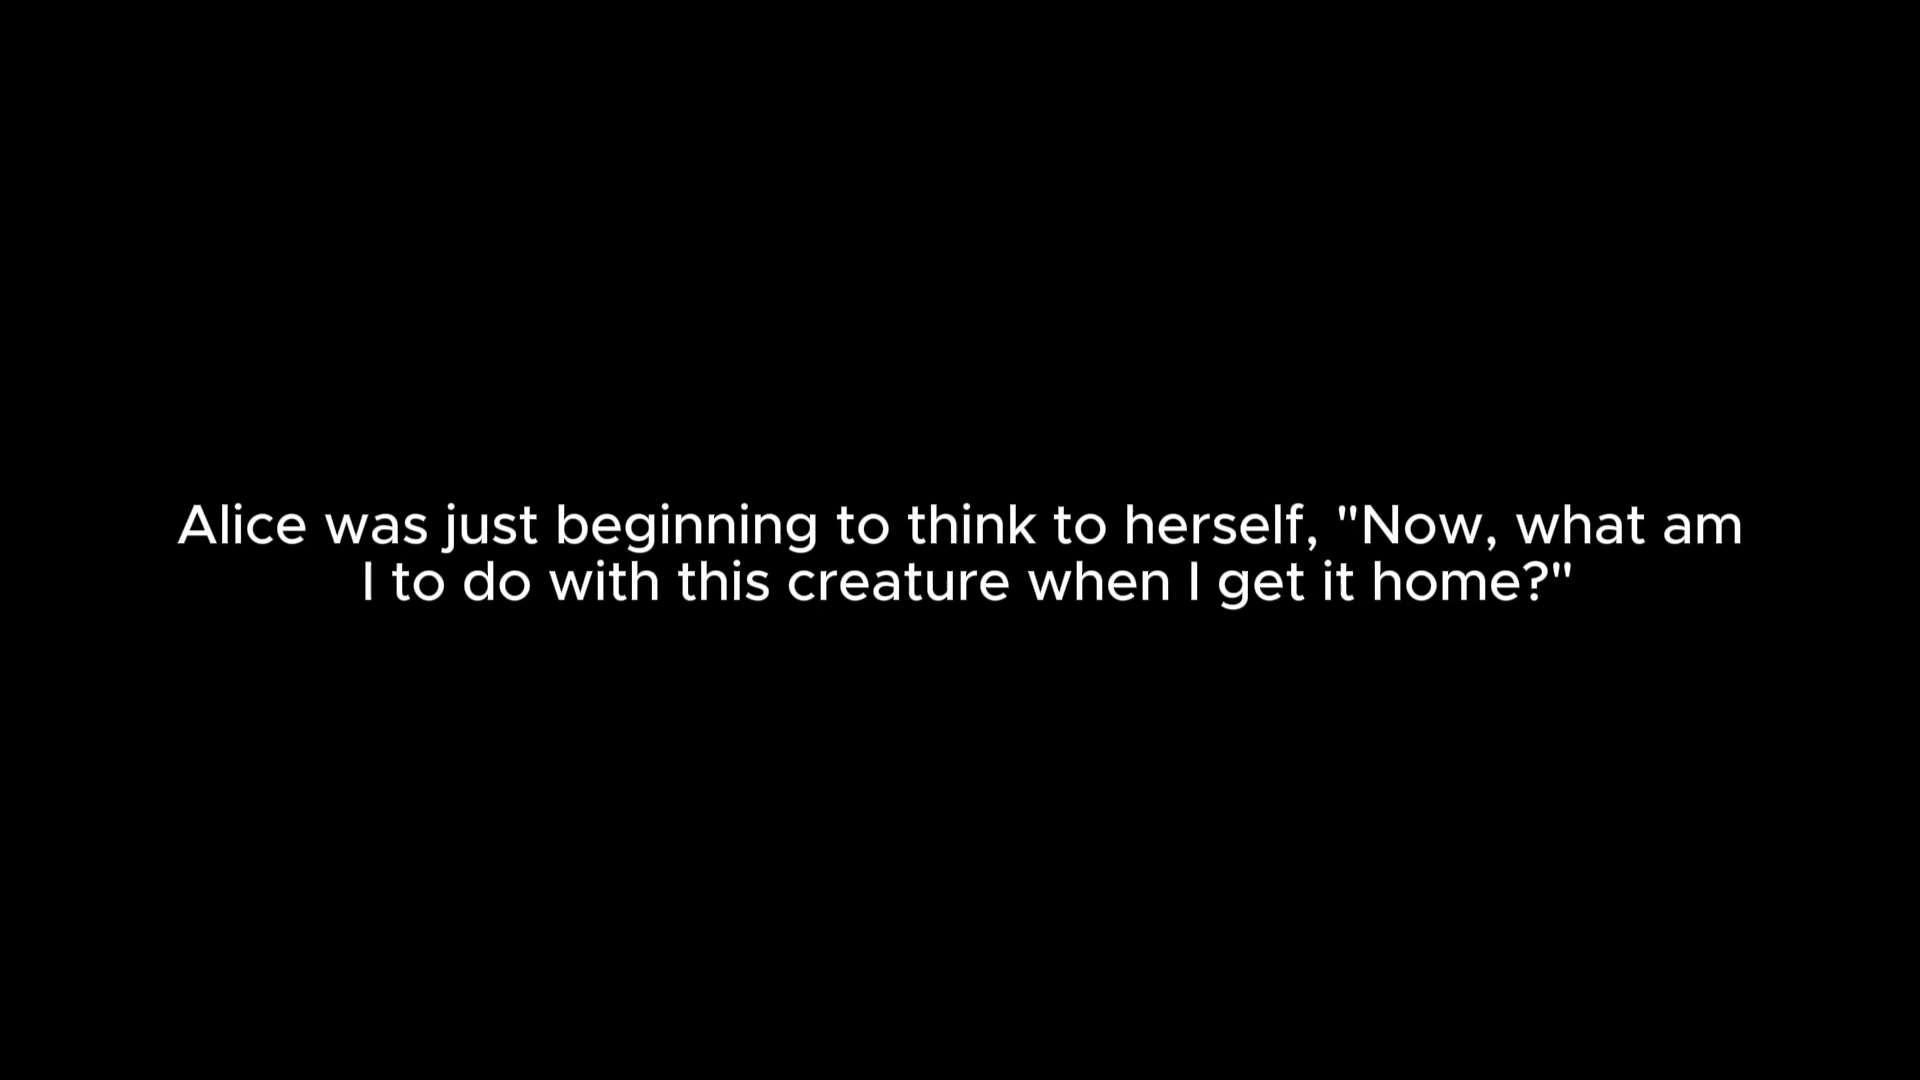 Alice was just beginning to think to herself, "Now, what am
I to do with this creature when I get it home?"